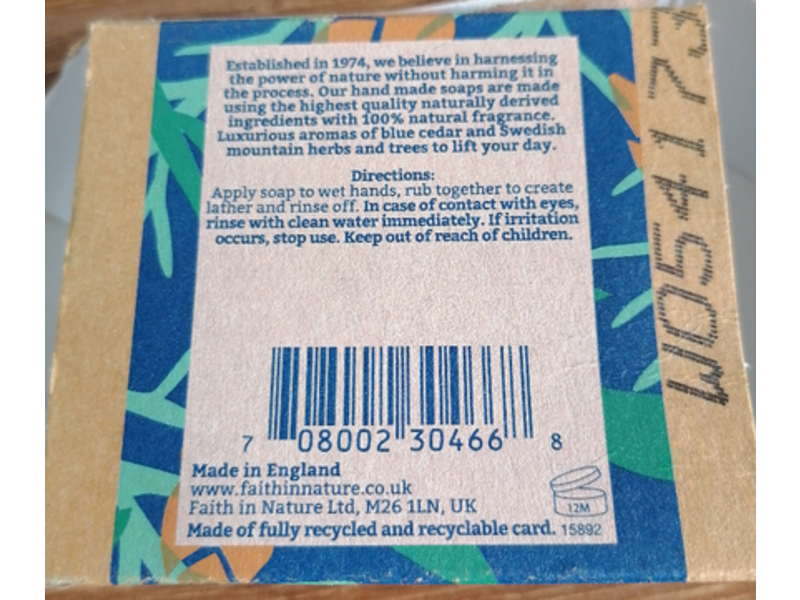 Established in 1974, we believe in harnessing
the power of nature without harming it in
the process. Our hand made soaps are made
using the highest quality naturally derived
ingredients with 100% natural fragrance.
Luxurious aromas of blue cedar and Swedish
mountain herbs and trees to lift your day.
Directions:
Apply soap to wet hands, rub together to create
lather and rinse off. In case of contact with eyes,
rinse with clean water immediately. If irritation
occurs, stop use. Keep out of reach of children.
7 08002 30466 8
Made in England
www.faithinnature.co.uk
Faith in Nature Ltd, M26 1LN, UK
12M
Made of fully recycled and recyclable card. 15892